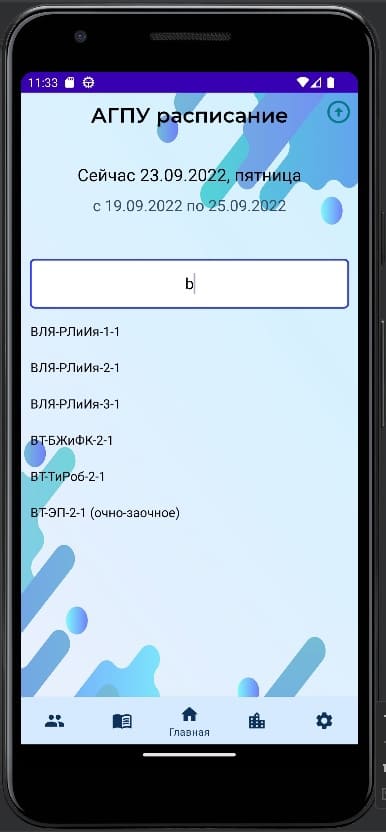 11:33
АГПУ расписание
Сейчас 23.09.2022, пятница
с 19.09.2022 по 25.09.2022
b
ВЛЯ-РЛиИя-1-1
ВЛЯ-РЛиИя-2-1
ВЛЯ-РЛиИя-3-1
ВТ-БЖиФК-2-1
ВТ-ТиРоб-2-1
ВТ-ЭП-2-1 (очно-заочное)
Главная